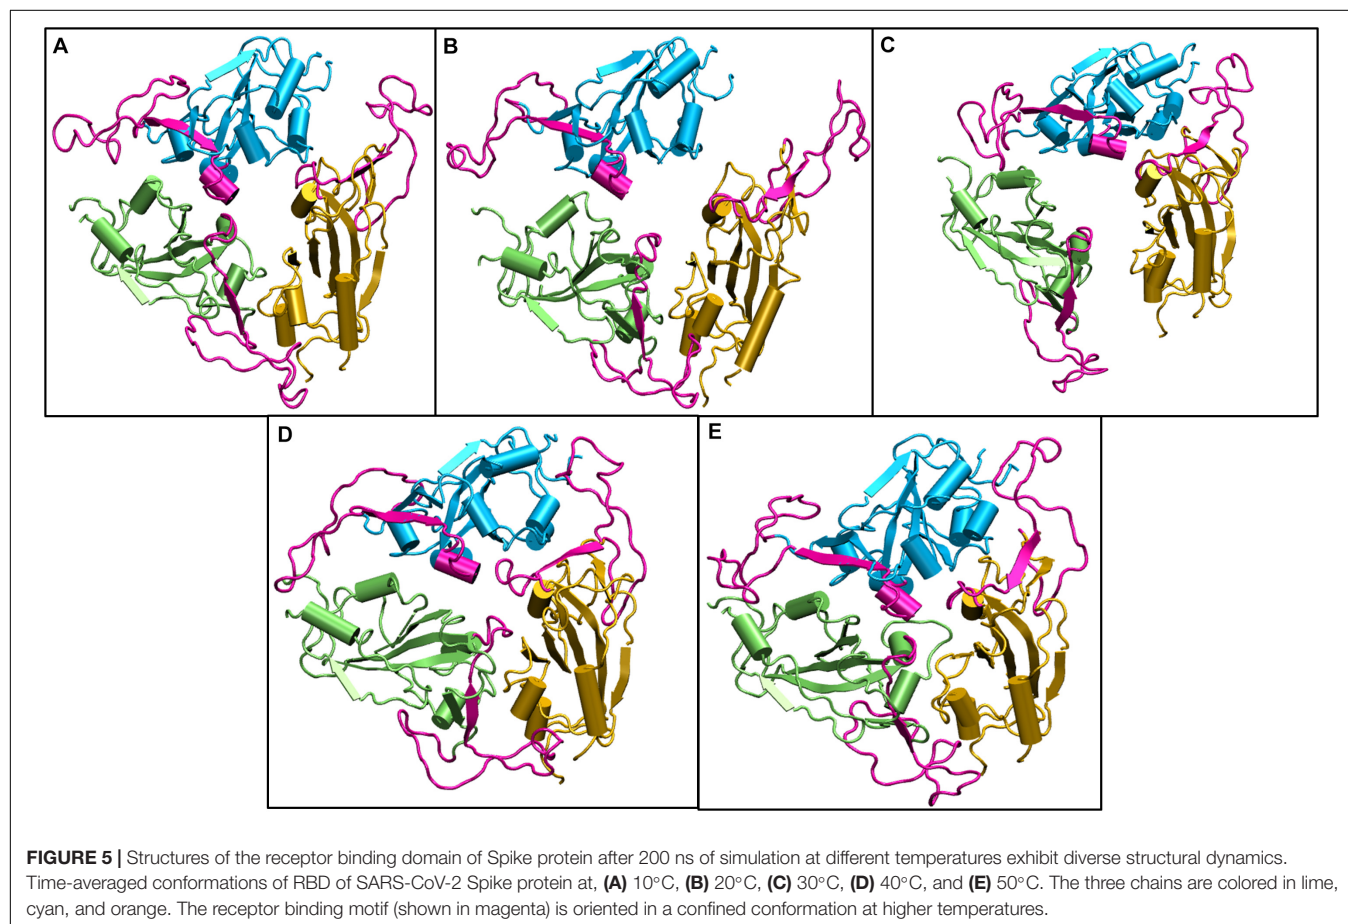 A
B
C
D
E
FIGURE 5 | Structures of the receptor binding domain of Spike protein after 200 ns of simulation at different temperatures exhibit diverse structural dynamics.
Time-averaged conformations of RBD of SARS-CoV-2 Spike protein at, (A) 10°C, (B) 20°C, (C) 30°C, (D) 40°C, and (E) 50°C. The three chains are colored in lime,
cyan, and orange. The receptor binding motif (shown in magenta) is oriented in a confined conformation at higher temperatures.